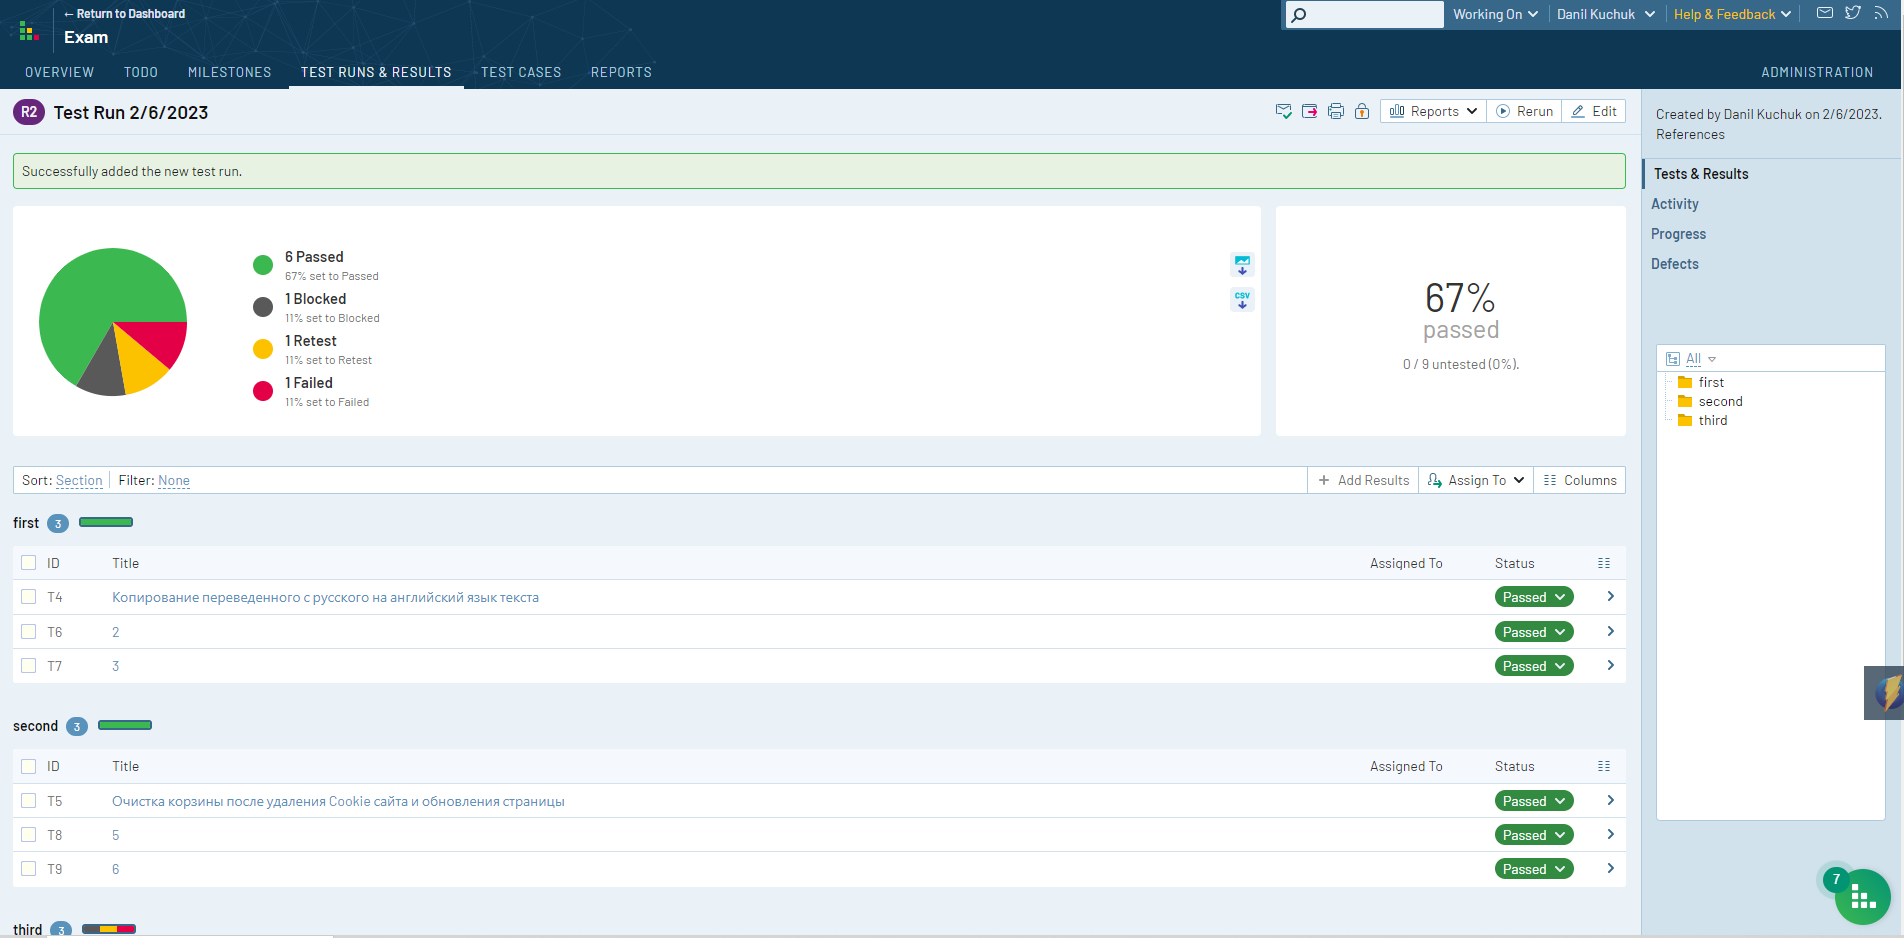 ← Return to Dashboard
Exam
Working On
Danil Kuchuk
Help & Feedback
OVERVIEW
TODO
MILESTONES
TEST RUNS & RESULTS
TEST CASES
REPORTS
ADMINISTRATION
R2
Test Run 2/6/2023
Reports
Rerun
Edit
Successfully added the new test run.
6 Passed
67% set to Passed
1 Blocked
11% set to Blocked
1 Retest
11% set to Retest
1 Failed
11% set to Failed
CSV
67%
passed
0 / 9 untested (0%).
Sort: Section
Filter: None
+ Add Results
Assign To
Columns
first 3
ID Title Assigned To Status
T4 Копирование переведенного с русского на английский язык текста Passed
T6 2 Passed
T7 3 Passed
second 3
ID Title Assigned To Status
T5 Очистка корзины после удаления Cookie сайта и обновления страницы Passed
T8 5 Passed
T9 6 Passed
third 3
Created by Danil Kuchuk on 2/6/2023.
References
Tests & Results
Activity
Progress
Defects
All
first
second
third
7